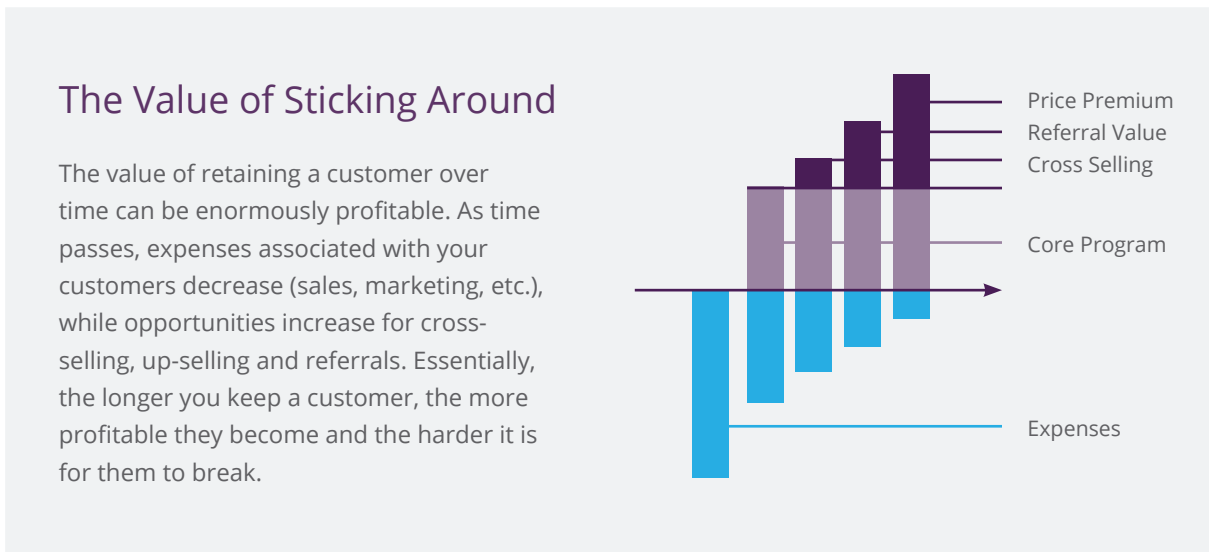 The Value of Sticking Around
The value of retaining a customer over
time can be enormously profitable. As time
passes, expenses associated with your
customers decrease (sales, marketing, etc.),
while opportunities increase for cross-
selling, up-selling and referrals. Essentially,
the longer you keep a customer, the more
profitable they become and the harder it is
for them to break.
Price Premium
Referral Value
Cross Selling
Core Program
Expenses